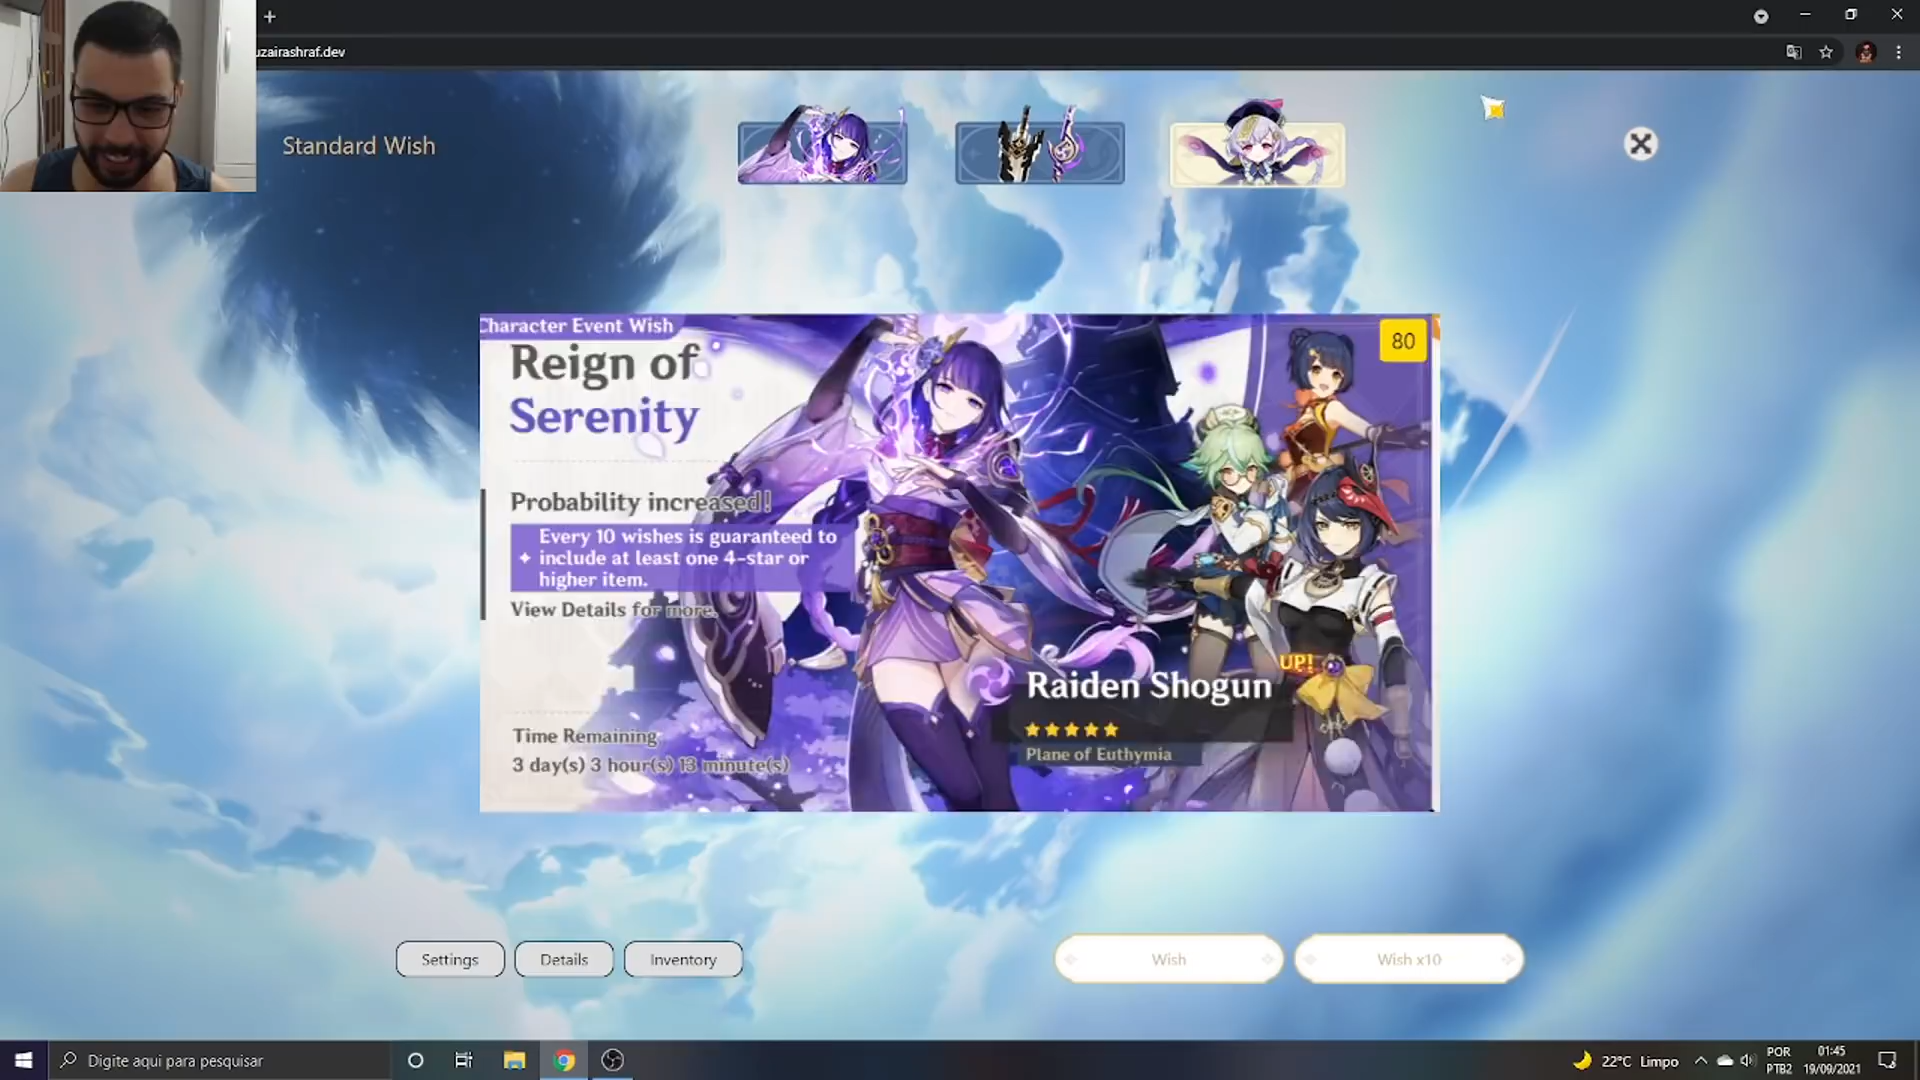 uzairashraf.dev
Standard Wish
Character Event Wish
80
Reign of
Serenity
Probability increased!
Every 10 wishes is guaranteed to
include at least one 4-star or
higher item.
View Details for more.
UP!
Raiden Shogun
Plane of Euthymia
Time Remaining
3 day(s) 3 hour(s) 13 minute(s)
Settings
Details
Inventory
Wish
Wish x10
Digite aqui para pesquisar
22°C Limpo
POR
PTB2
01:45
19/09/2021